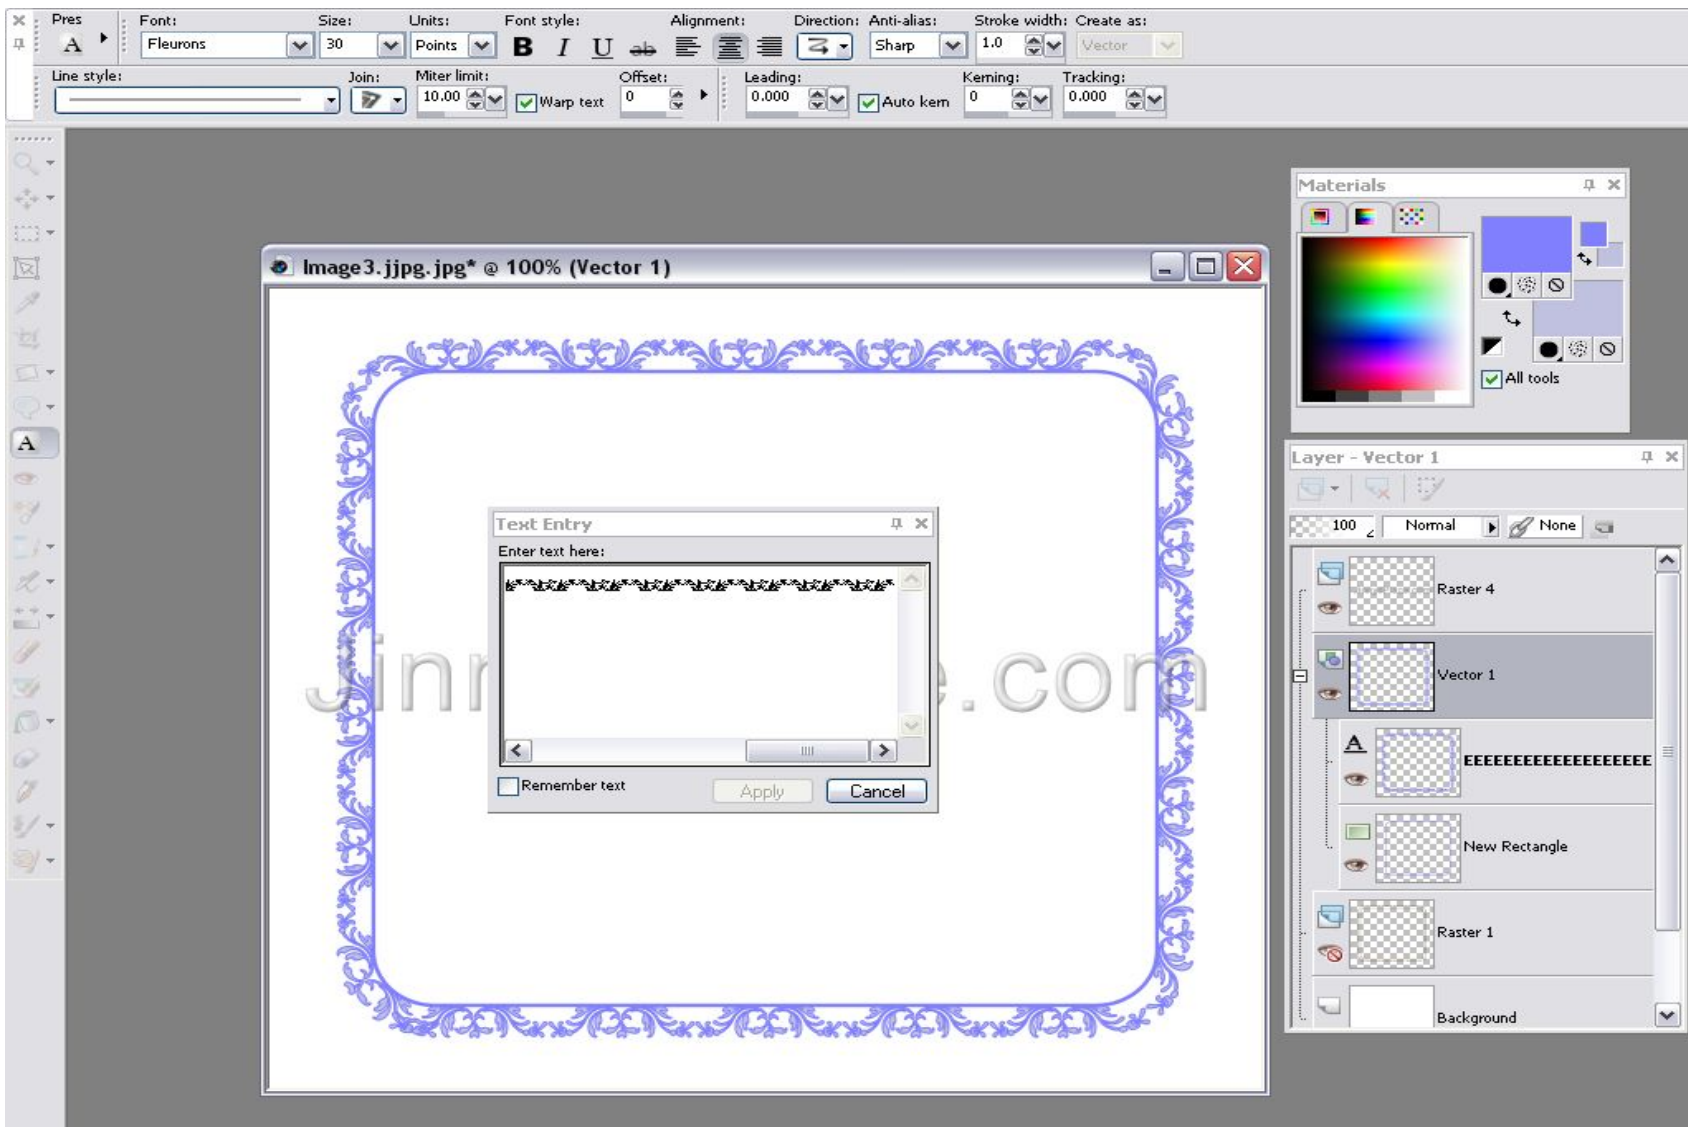 Pres Font: Size: Units: Font style: Alignment: Direction: Anti-alias: Stroke width: Create as:
A Fleurons 30 Points B I U ab Sharp 1.0 Vector
Line style: Join: Miter limit: Offset: Leading: Kerning: Tracking:
10.00 Warp text 0 0.000 Auto kern 0 0.000
Materials
All tools
Image3.jjpg.jpg* @ 100% (Vector 1)
Text Entry
Enter text here:
Remember text Apply Cancel
.com
A
Layer - Vector 1
100 Normal None
Raster 4
Vector 1
A EEEEEEEEEEEEEEEEEEE
New Rectangle
Raster 1
Background